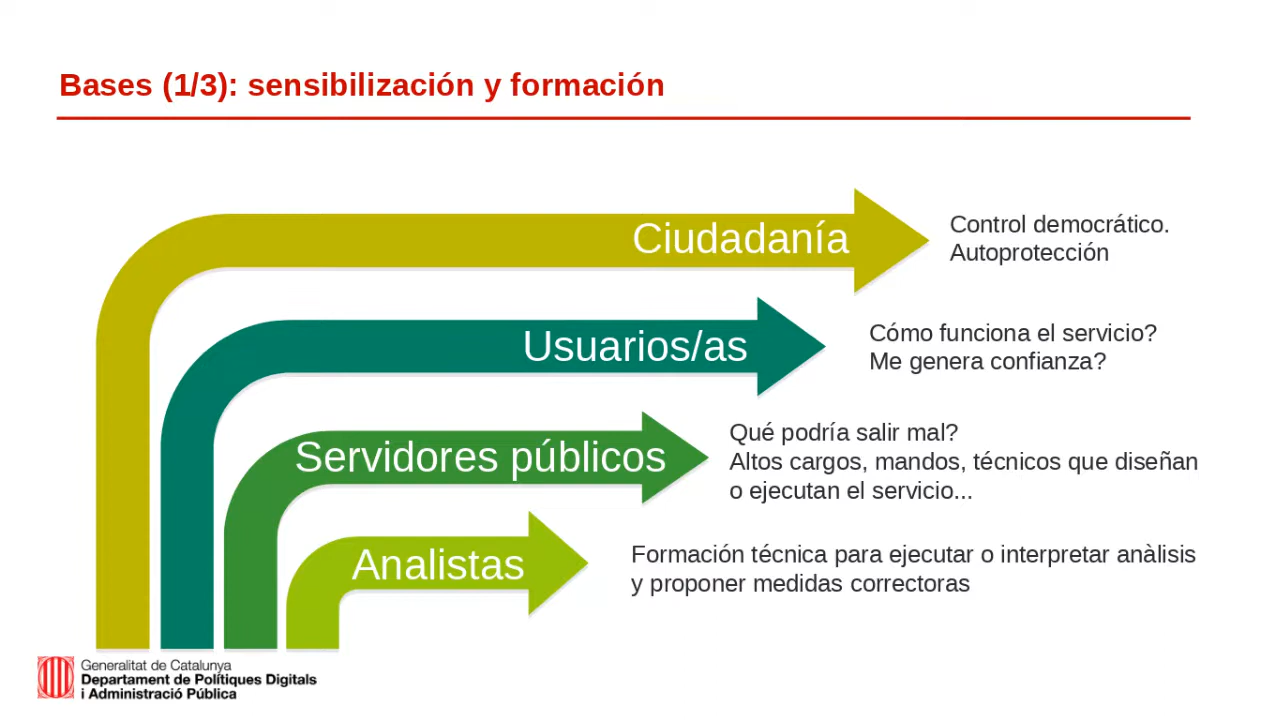 Bases (1/3): sensibilización y formación
Ciudadanía
Control democrático.
Autoprotección
Usuarios/as
Cómo funciona el servicio?
Me genera confianza?
Servidores públicos
Qué podría salir mal?
Altos cargos, mandos, técnicos que diseñan
o ejecutan el servicio...
Analistas
Formación técnica para ejecutar o interpretar anàlisis
y proponer medidas correctoras
Generalitat de Catalunya
Departament de Polítiques Digitals
i Administració Pública